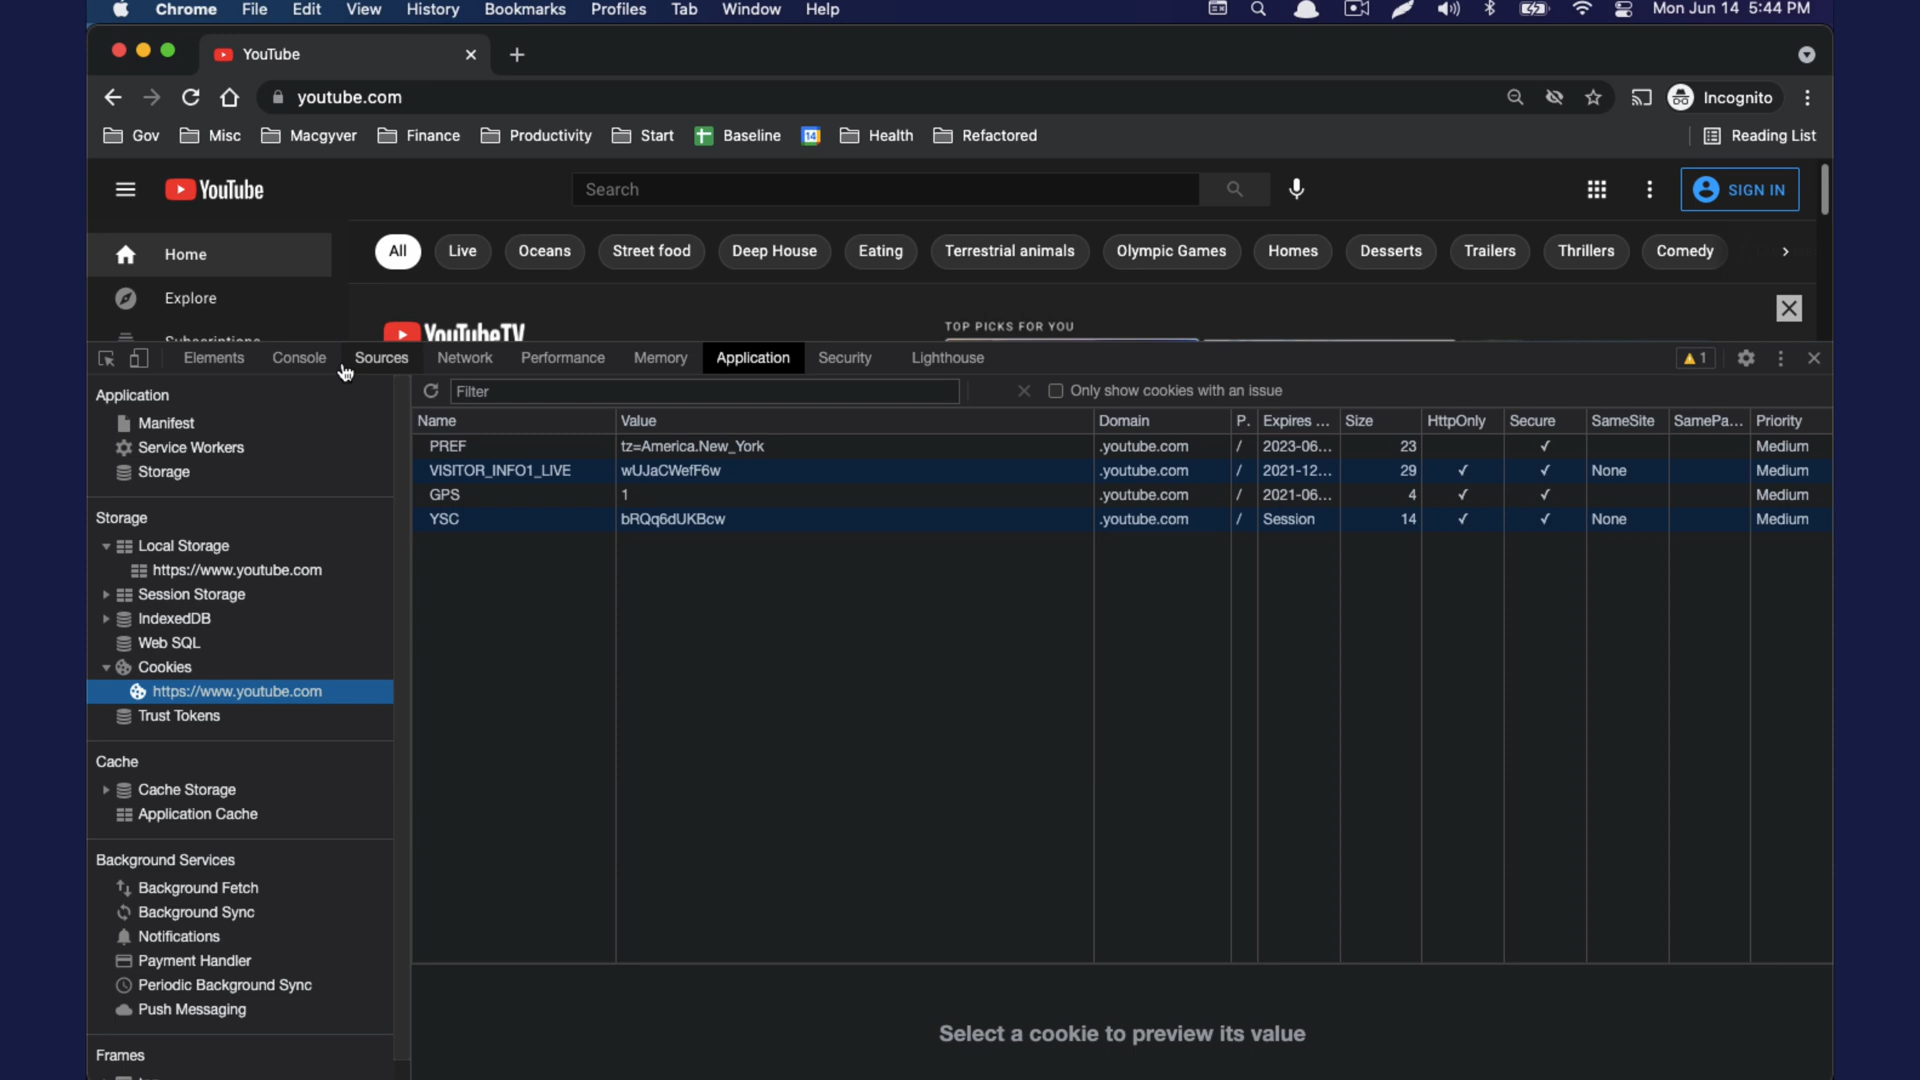 Chrome File Edit View History Bookmarks Profiles Tab Window Help Mon Jun 14 5:44 PM
YouTube
youtube.com Incognito
Gov Misc Macgyver Finance Productivity Start Baseline 14 Health Refactored Reading List
YouTube Search SIGN IN
Home All Live Oceans Street food Deep House Eating Terrestrial animals Olympic Games Homes Desserts Trailers Thrillers Comedy
Explore
Subscriptions YouTubeTV TOP PICKS FOR YOU
Elements Console Sources Network Performance Memory Application Security Lighthouse 1
Application
Manifest
Service Workers
Storage
Storage
Local Storage
https://www.youtube.com
Session Storage
IndexedDB
Web SQL
Cookies
https://www.youtube.com
Trust Tokens
Cache
Cache Storage
Application Cache
Background Services
Background Fetch
Background Sync
Notifications
Payment Handler
Periodic Background Sync
Push Messaging
Frames
Filter Only show cookies with an issue
Name Value Domain P. Expires ... Size HttpOnly Secure SameSite SamePa... Priority
PREF tz=America.New_York .youtube.com / 2023-06... 23 ✓ Medium
VISITOR_INFO1_LIVE wUJaCWefF6w .youtube.com / 2021-12... 29 ✓ ✓ None Medium
GPS 1 .youtube.com / 2021-06... 4 ✓ ✓ Medium
YSC bRQq6dUKBcw .youtube.com / Session 14 ✓ ✓ None Medium
Select a cookie to preview its value